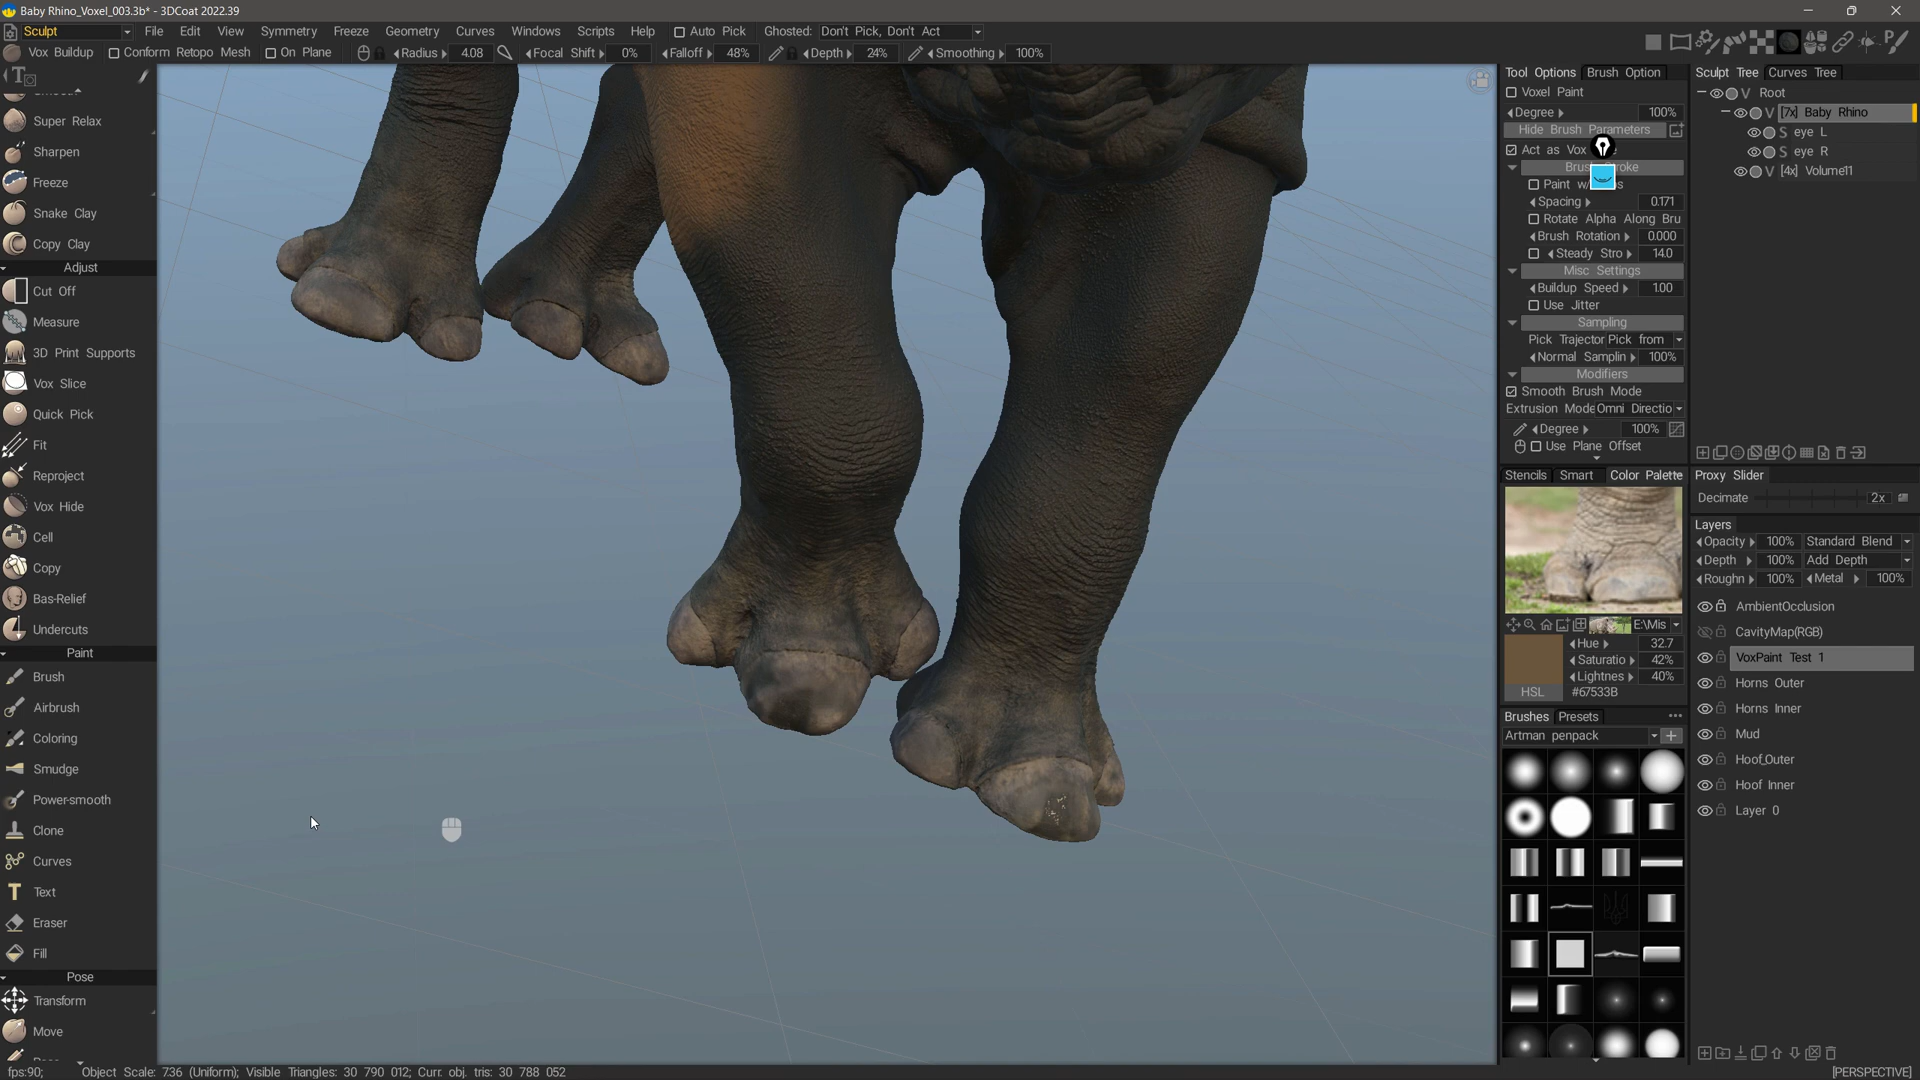 Baby Rhino_Voxel_003.3b* - 3DCoat 2022.39
Sculpt File Edit View Symmetry Freeze Geometry Curves Windows Scripts Help Auto Pick Ghosted: Don't Pick, Don't Act
Vox Buildup Conform Retopo Mesh On Plane Radius 4.08 Focal Shift 0% Falloff 48% Depth 24% Smoothing 100%
Super Relax
Sharpen
Freeze
Snake Clay
Copy Clay
Adjust
Cut Off
Measure
3D Print Supports
Vox Slice
Quick Pick
Fit
Reproject
Vox Hide
Cell
Copy
Bas-Relief
Undercuts
Paint
Brush
Airbrush
Coloring
Smudge
Power-smooth
Clone
Curves
Text
Eraser
Fill
Pose
Transform
Move
Tool Options Brush Option
Voxel Paint
Degree 100%
Hide Brush Parameters
Act as Vox
Paint
Spacing 0.171
Rotate Alpha Along Bru
Brush Rotation 0.000
Steady Stro 14.0
Misc Settings
Buildup Speed 1.00
Use Jitter
Sampling
Pick Trajector Pick from
Normal Samplin 100%
Modifiers
Smooth Brush Mode
Extrusion Mode Omni Directio
Degree 100%
Use Plane Offset
Stencils Smart Color Palette
E:\Mis
Hue 32.7
Saturatio 42%
Lightnes 40%
HSL #67533B
Brushes Presets
Artman penpack
Sculpt Tree Curves Tree
V Root
V [7x] Baby Rhino
S eye L
S eye R
V [4x] Volume11
Proxy Slider
Decimate 2x
Layers
Opacity 100% Standard Blend
Depth 100% Add Depth
Roughn 100% Metal 100%
AmbientOcclusion
CavityMap(RGB)
VoxPaint Test 1
Horns Outer
Horns Inner
Mud
Hoof_Outer
Hoof Inner
Layer 0
fps:90; Object Scale: 736 (Uniform); Visible Triangles: 30 790 012; Curr. obj. tris: 30 788 052 [PERSPECTIVE]